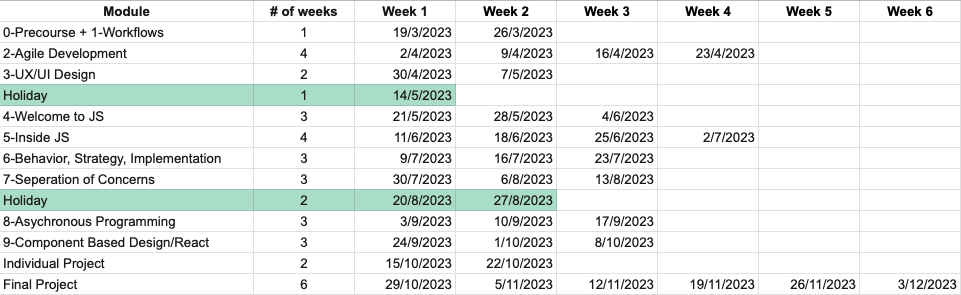 Module # of weeks Week 1 Week 2 Week 3 Week 4 Week 5 Week 6
0-Precourse + 1-Workflows 1 19/3/2023 26/3/2023
2-Agile Development 4 2/4/2023 9/4/2023 16/4/2023 23/4/2023
3-UX/UI Design 2 30/4/2023 7/5/2023
Holiday 1 14/5/2023
4-Welcome to JS 3 21/5/2023 28/5/2023 4/6/2023
5-Inside JS 4 11/6/2023 18/6/2023 25/6/2023 2/7/2023
6-Behavior, Strategy, Implementation 3 9/7/2023 16/7/2023 23/7/2023
7-Seperation of Concerns 3 30/7/2023 6/8/2023 13/8/2023
Holiday 2 20/8/2023 27/8/2023
8-Asychronous Programming 3 3/9/2023 10/9/2023 17/9/2023
9-Component Based Design/React 3 24/9/2023 1/10/2023 8/10/2023
Individual Project 2 15/10/2023 22/10/2023
Final Project 6 29/10/2023 5/11/2023 12/11/2023 19/11/2023 26/11/2023 3/12/2023